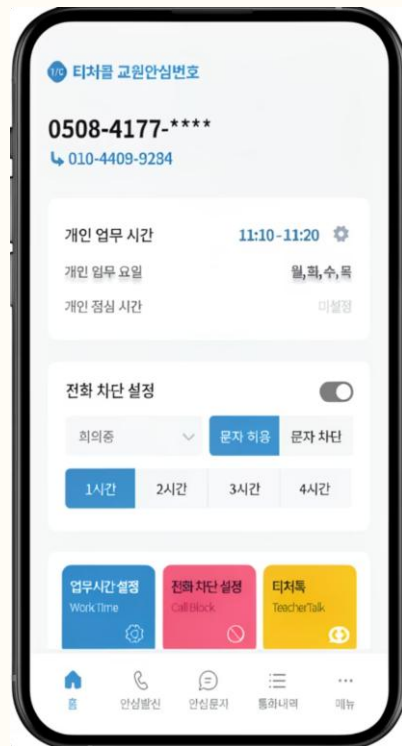 T/C 티처콜 교원안심번호
0508-4177-****
↳ 010-4409-9284
개인 업무 시간 11:10-11:20
개인 업무 요일 월,화,수,목
개인 점심 시간 미설정
전화 차단 설정
회의중 문자 허용 문자 차단
1시간 2시간 3시간 4시간
업무시간 설정 전화 차단 설정 티처톡
Work Time Call Block TeacherTalk
홈 안심발신 안심문자 통화내역 메뉴